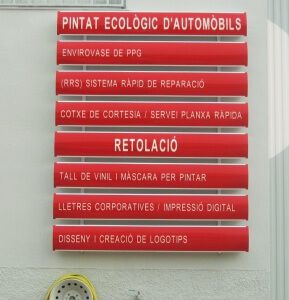 PINTAT ECOLÒGIC D'AUTOMÒBILS
ENVIROVASE DE PPG
(RRS) SISTEMA RÀPID DE REPARACIÓ
COTXE DE CORTESIA / SERVEI PLANXA RÀPIDA
RETOLACIÓ
TALL DE VINIL I MÀSCARA PER PINTAR
LLETRES CORPORATIVES / IMPRESSIÓ DIGITAL
DISSENY I CREACIÓ DE LOGOTIPS